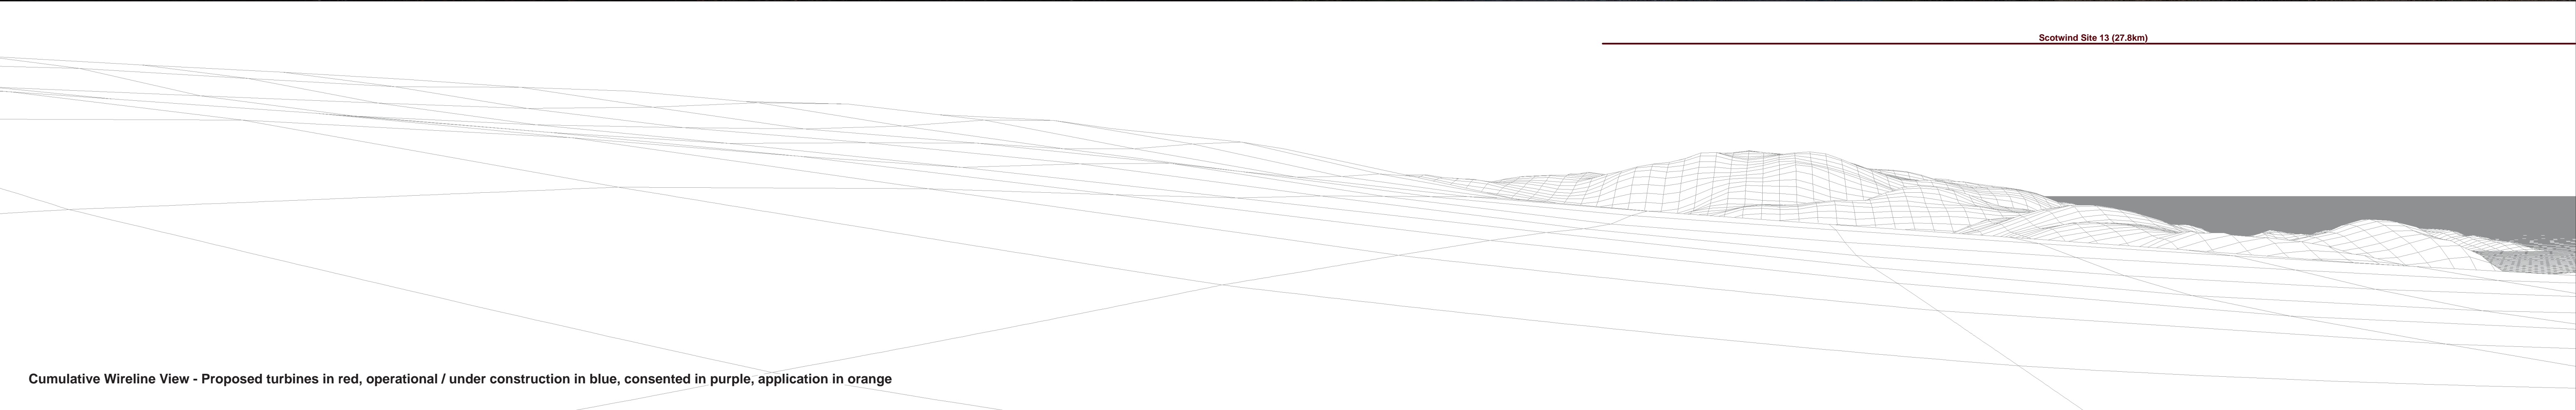 Scotwind Site 13 (27.8km)
Cumulative Wireline View - Proposed turbines in red, operational / under construction in blue, consented in purple, application in orange